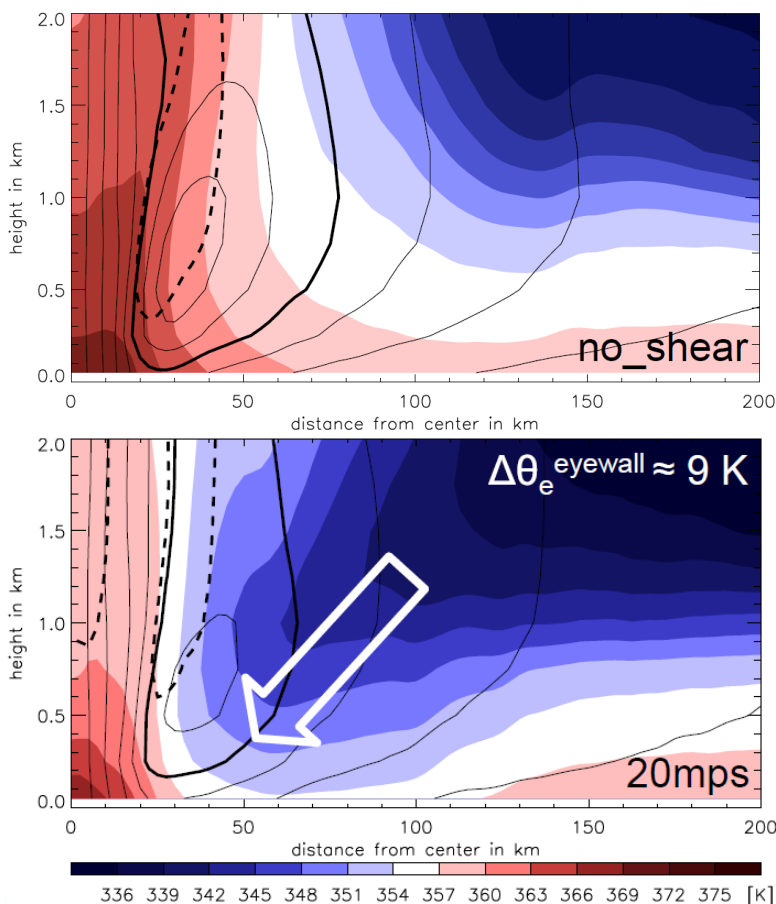 2.0
1.5
1.0
0.5
0.0
height in km
no_shear
0 50 100 150 200
distance from center in km
2.0
1.5
1.0
0.5
0.0
height in km
Δθₑᵉʸᵉʷᵃˡˡ ≈ 9 K
20mps
0 50 100 150 200
distance from center in km
336 339 342 345 348 351 354 357 360 363 366 369 372 375 [K]